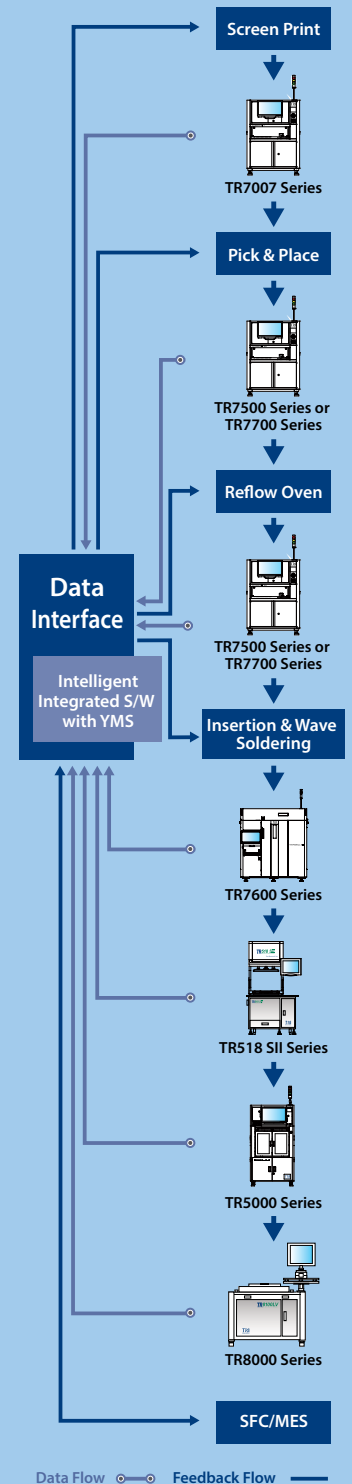 Screen Print
TR7007 Series
Pick & Place
TR7500 Series or
TR7700 Series
Reflow Oven
Data
Interface
Intelligent
Integrated S/W
with YMS
TR7500 Series or
TR7700 Series
Insertion & Wave
Soldering
TR7600 Series
TR518 SII Series
TR5000 Series
TR8100LV
TR8000 Series
SFC/MES
Data Flow
Feedback Flow